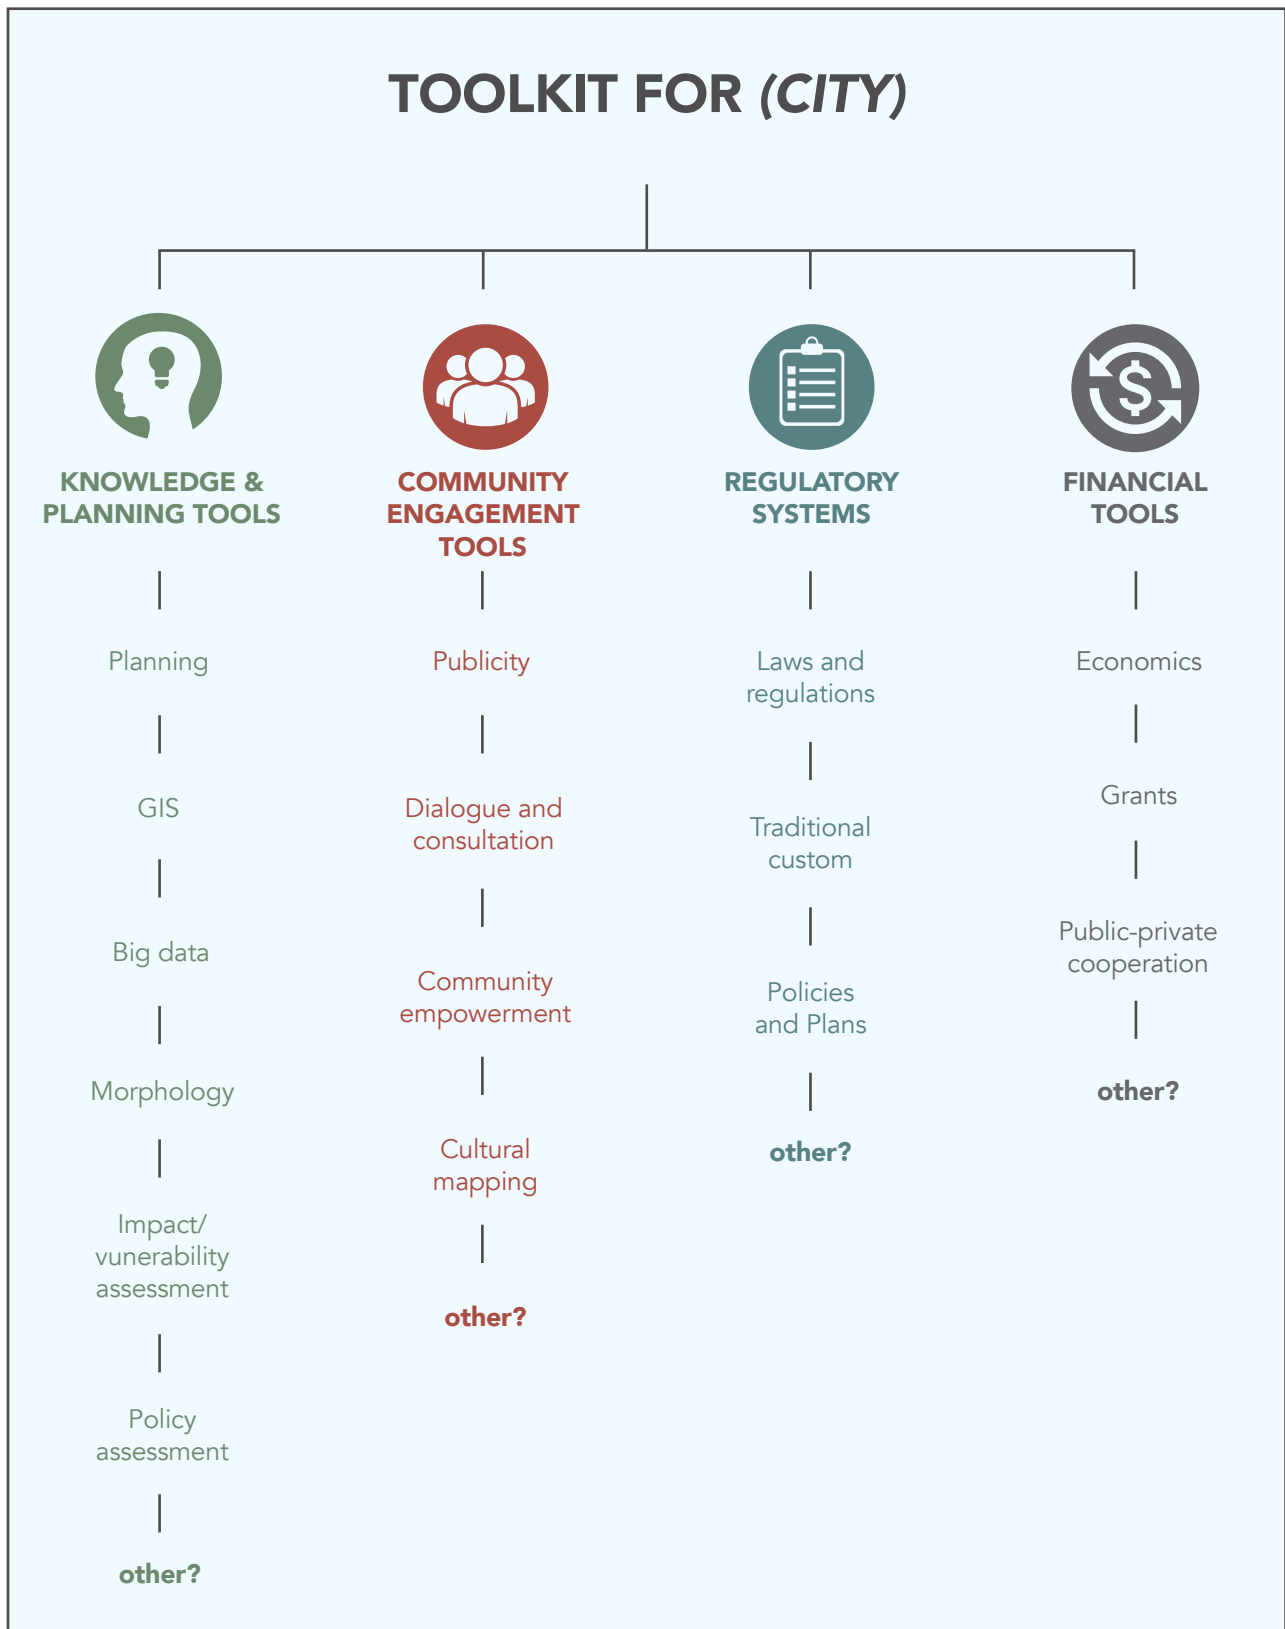 TOOLKIT FOR (CITY)
KNOWLEDGE &
PLANNING TOOLS
Planning
GIS
Big data
Morphology
Impact/
vunerability
assessment
Policy
assessment
other?
COMMUNITY
ENGAGEMENT
TOOLS
Publicity
Dialogue and
consultation
Community
empowerment
Cultural
mapping
other?
REGULATORY
SYSTEMS
Laws and
regulations
Traditional
custom
Policies
and Plans
other?
$
FINANCIAL
TOOLS
Economics
Grants
Public-private
cooperation
other?